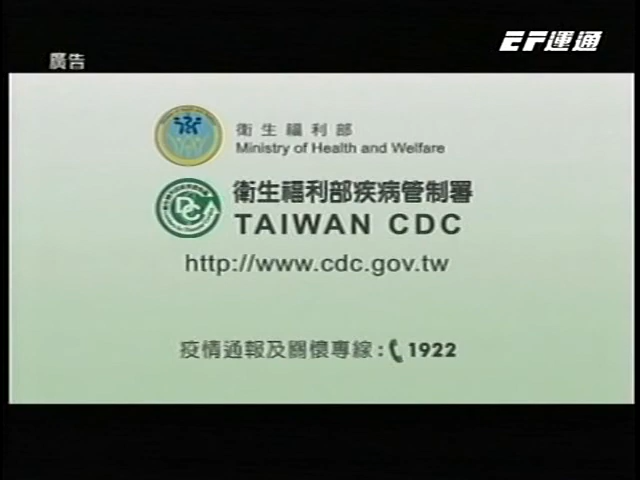 EF運通
廣告
衛生福利部
Ministry of Health and Welfare
衛生福利部疾病管制署
TAIWAN CDC
http://www.cdc.gov.tw
疫情通報及關懷專線:1922